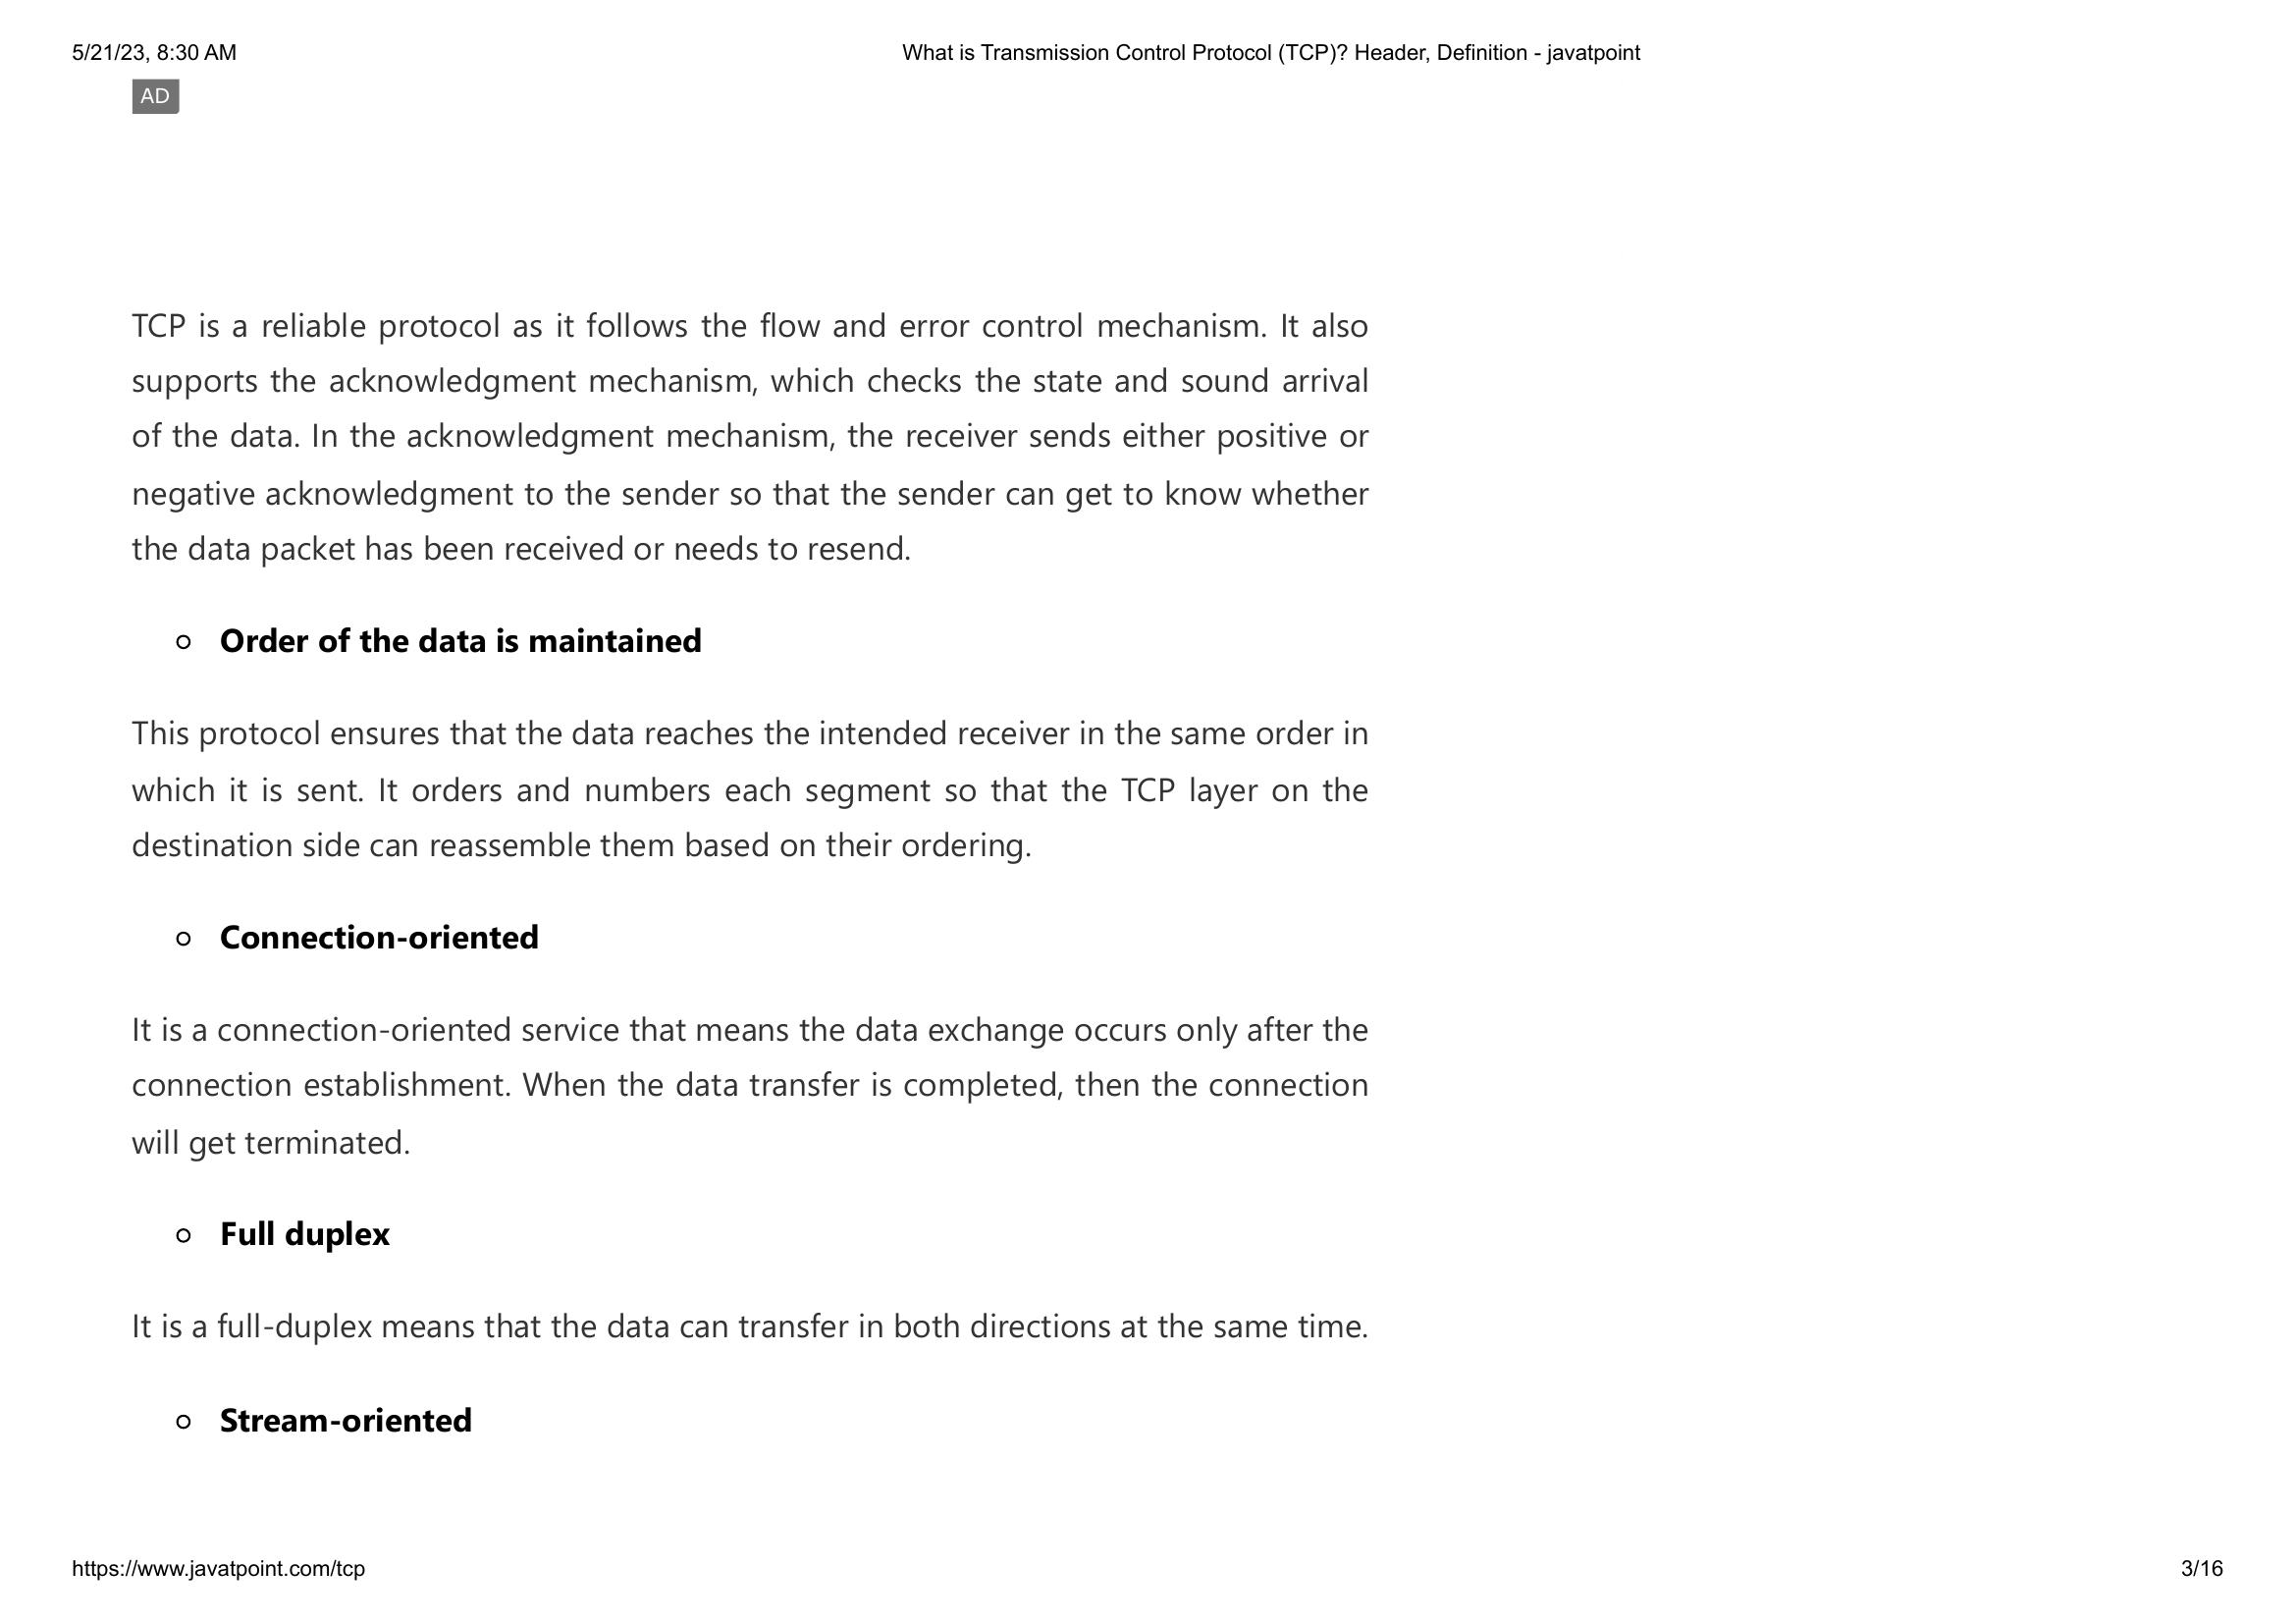 5/21/23, 8:30 AM
What is Transmission Control Protocol (TCP)? Header, Definition - javatpoint
AD
TCP is a reliable protocol as it follows the flow and error control mechanism. It also
supports the acknowledgment mechanism, which checks the state and sound arrival
of the data. In the acknowledgment mechanism, the receiver sends either positive or
negative acknowledgment to the sender so that the sender can get to know whether
the data packet has been received or needs to resend.
Order of the data is maintained
This protocol ensures that the data reaches the intended receiver in the same order in
which it is sent. It orders and numbers each segment so that the TCP layer on the
destination side can reassemble them based on their ordering.
Connection-oriented
It is a connection-oriented service that means the data exchange occurs only after the
connection establishment. When the data transfer is completed, then the connection
will get terminated.
Full duplex
It is a full-duplex means that the data can transfer in both directions at the same time.
Stream-oriented
https://www.javatpoint.com/tcp
3/16